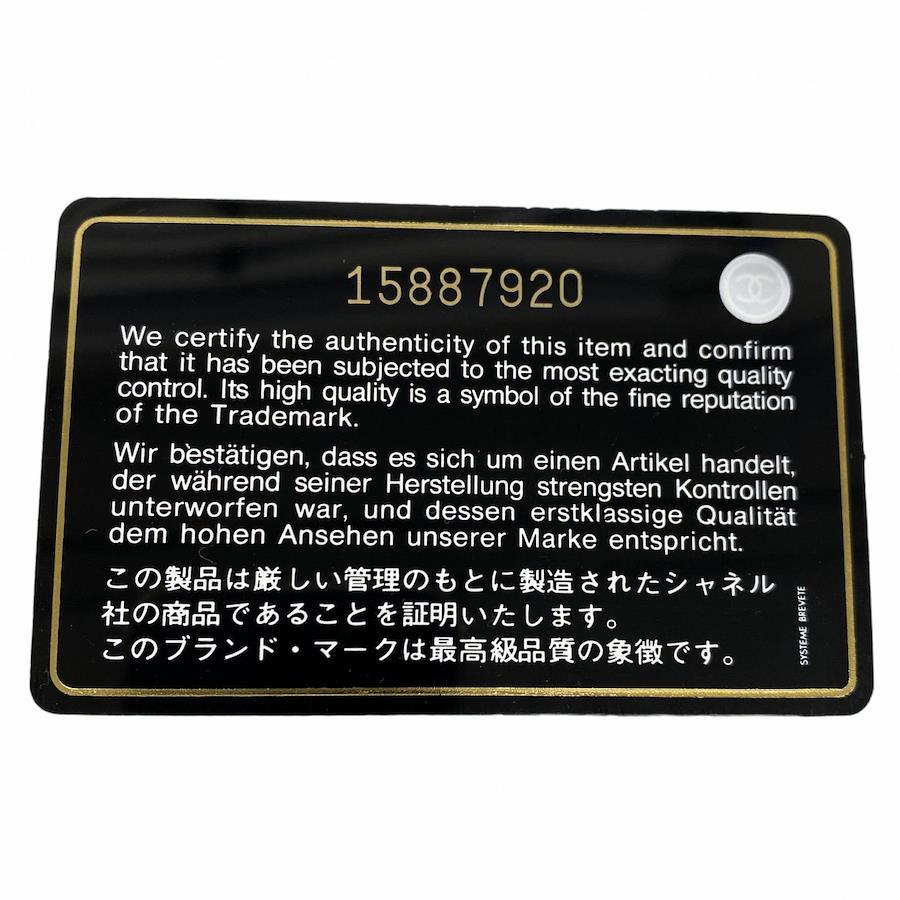 15887920
We certify the authenticity of this item and confirm
that it has been subjected to the most exacting quality
control. Its high quality is a symbol of the fine reputation
of the Trademark.
Wir bestätigen, dass es sich um einen Artikel handelt,
der während seiner Herstellung strengsten Kontrollen
unterworfen war, und dessen erstklassige Qualität
dem hohen Ansehen unserer Marke entspricht.
この製品は厳しい管理のもとに製造されたシャネル
社の商品であることを証明いたします。
このブランド・マークは最高級品質の象徴です。
SYSTEME BREVETE